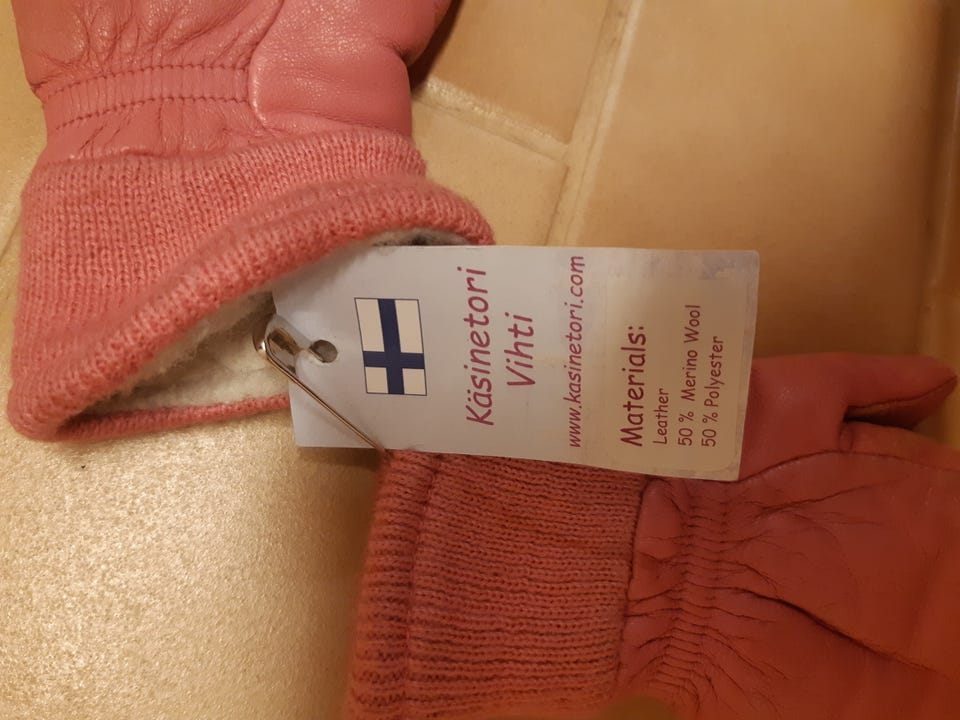 Käsinetori
Vihti
www.kasinetori.com
Materials:
Leather
50 % Merino Wool
50 % Polyester